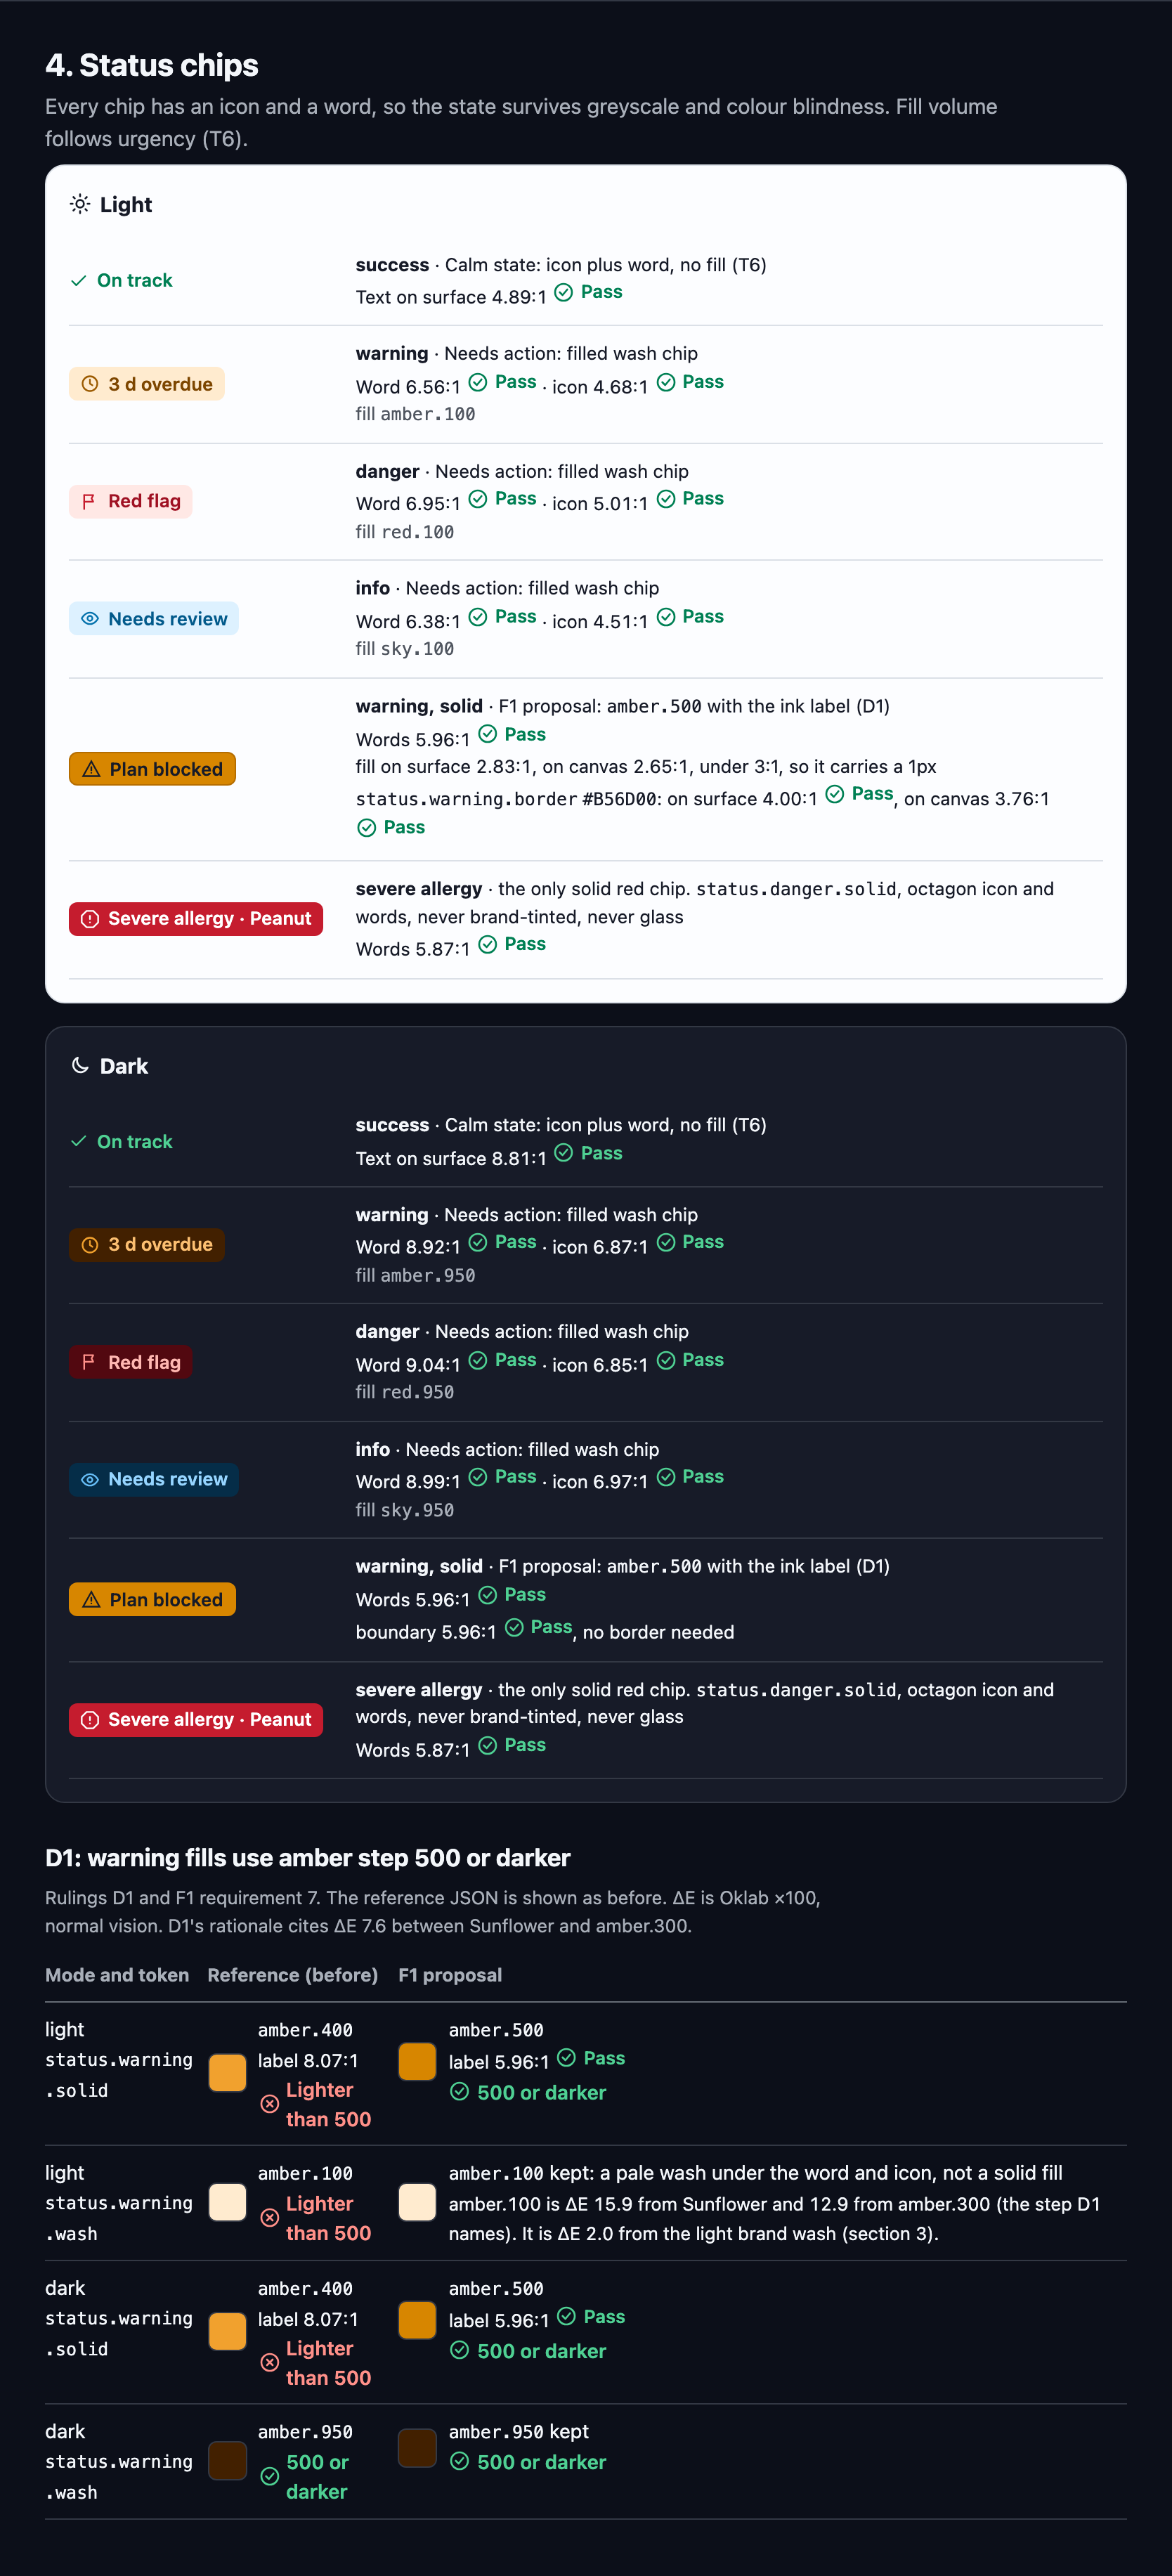 4. Status chips
Every chip has an icon and a word, so the state survives greyscale and colour blindness. Fill volume
follows urgency (T6).
Light
On track
success · Calm state: icon plus word, no fill (T6)
Text on surface 4.89:1 Pass
3 d overdue
warning · Needs action: filled wash chip
Word 6.56:1 Pass · icon 4.68:1 Pass
fill amber.100
Red flag
danger · Needs action: filled wash chip
Word 6.95:1 Pass · icon 5.01:1 Pass
fill red.100
Needs review
info · Needs action: filled wash chip
Word 6.38:1 Pass · icon 4.51:1 Pass
fill sky.100
Plan blocked
warning, solid · F1 proposal: amber.500 with the ink label (D1)
Words 5.96:1 Pass
fill on surface 2.83:1, on canvas 2.65:1, under 3:1, so it carries a 1px
status.warning.border #B56D00: on surface 4.00:1 Pass, on canvas 3.76:1
Pass
Severe allergy · Peanut
severe allergy · the only solid red chip. status.danger.solid, octagon icon and
words, never brand-tinted, never glass
Words 5.87:1 Pass
Dark
On track
success · Calm state: icon plus word, no fill (T6)
Text on surface 8.81:1 Pass
3 d overdue
warning · Needs action: filled wash chip
Word 8.92:1 Pass · icon 6.87:1 Pass
fill amber.950
Red flag
danger · Needs action: filled wash chip
Word 9.04:1 Pass · icon 6.85:1 Pass
fill red.950
Needs review
info · Needs action: filled wash chip
Word 8.99:1 Pass · icon 6.97:1 Pass
fill sky.950
Plan blocked
warning, solid · F1 proposal: amber.500 with the ink label (D1)
Words 5.96:1 Pass
boundary 5.96:1 Pass, no border needed
Severe allergy · Peanut
severe allergy · the only solid red chip. status.danger.solid, octagon icon and
words, never brand-tinted, never glass
Words 5.87:1 Pass
D1: warning fills use amber step 500 or darker
Rulings D1 and F1 requirement 7. The reference JSON is shown as before. ΔE is Oklab ×100,
normal vision. D1's rationale cites ΔE 7.6 between Sunflower and amber.300.
Mode and token Reference (before) F1 proposal
light
status.warning
.solid
amber.400
label 8.07:1
Lighter
than 500
amber.500
label 5.96:1 Pass
500 or darker
light
status.warning
.wash
amber.100
Lighter
than 500
amber.100 kept: a pale wash under the word and icon, not a solid fill
amber.100 is ΔE 15.9 from Sunflower and 12.9 from amber.300 (the step D1
names). It is ΔE 2.0 from the light brand wash (section 3).
dark
status.warning
.solid
amber.400
label 8.07:1
Lighter
than 500
amber.500
label 5.96:1 Pass
500 or darker
dark
status.warning
.wash
amber.950
500 or
darker
amber.950 kept
500 or darker